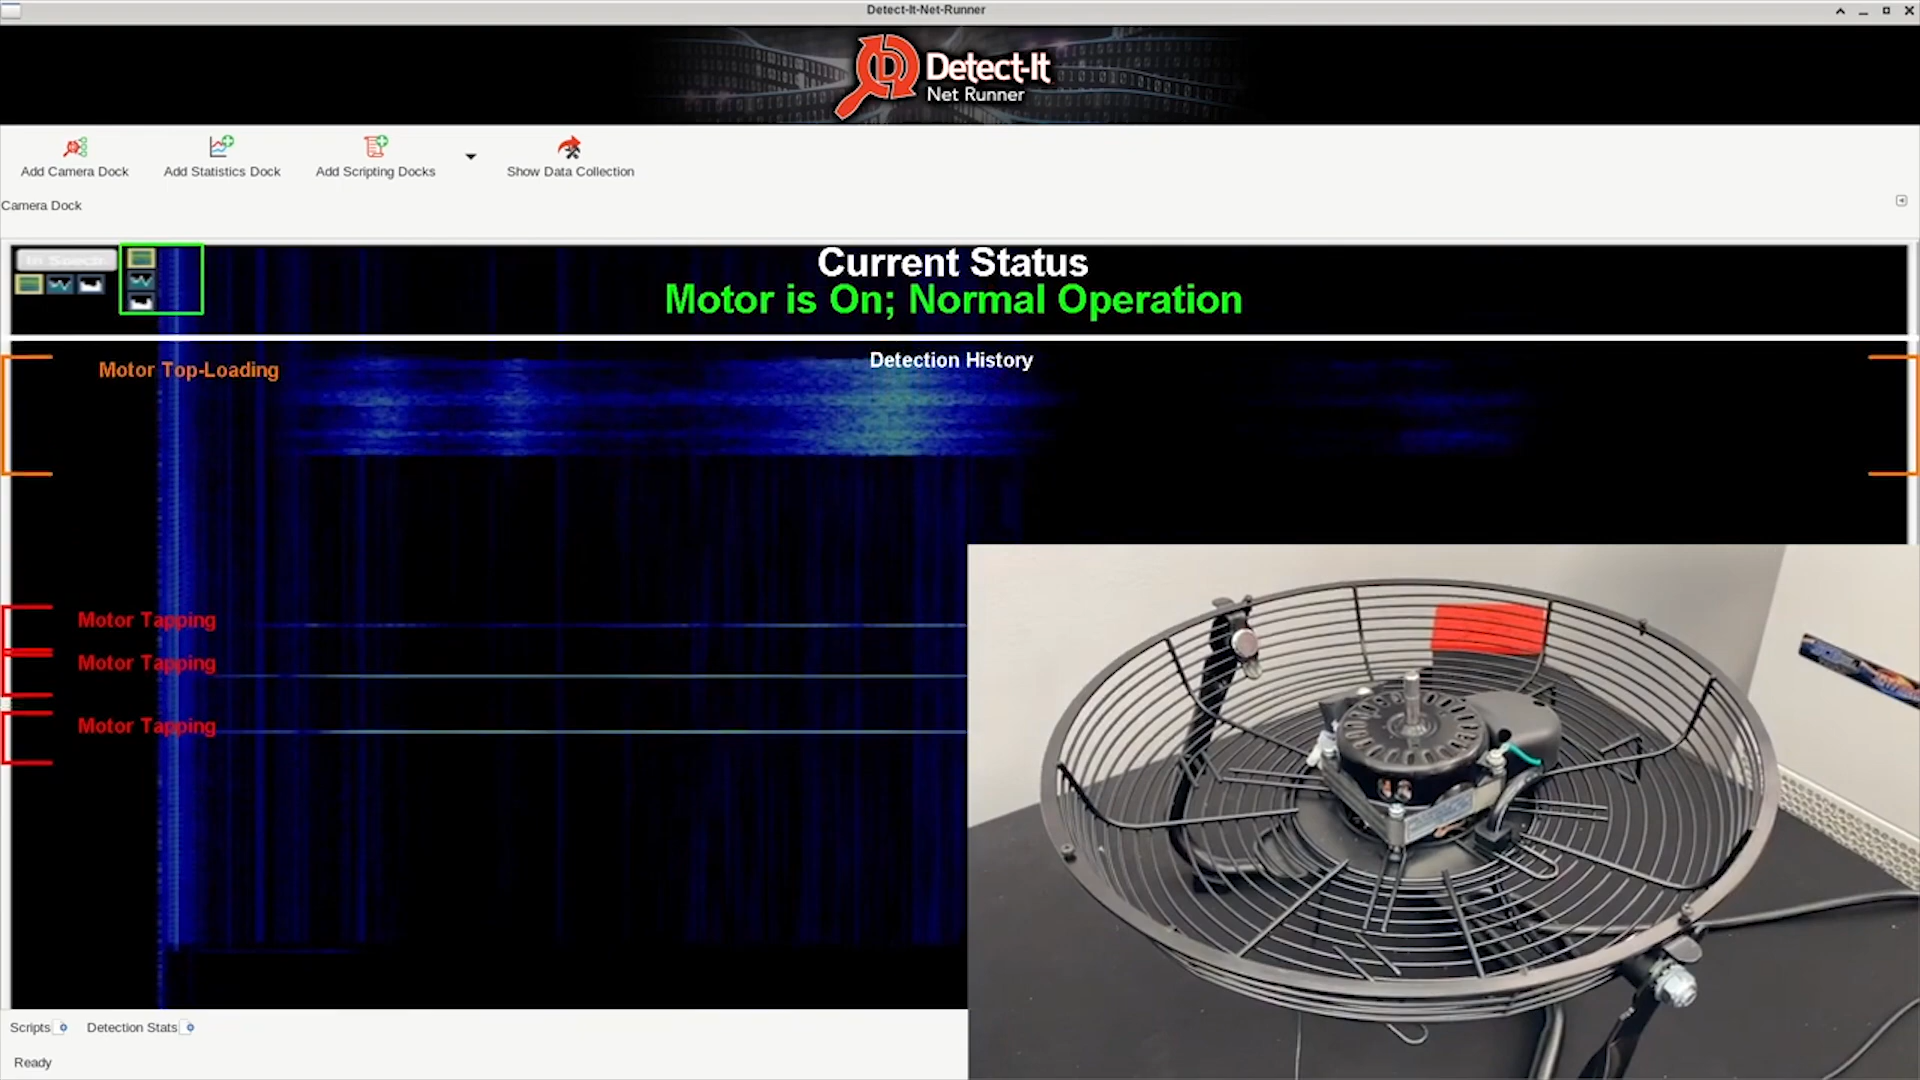 Detect-It-Net-Runner
Detect-It
Net Runner
Add Camera Dock
Add Statistics Dock
Add Scripting Docks
Show Data Collection
Camera Dock
Current Status
Motor is On; Normal Operation
Detection History
Motor Top-Loading
Motor Tapping
Motor Tapping
Motor Tapping
Scripts
Detection Stats
Ready